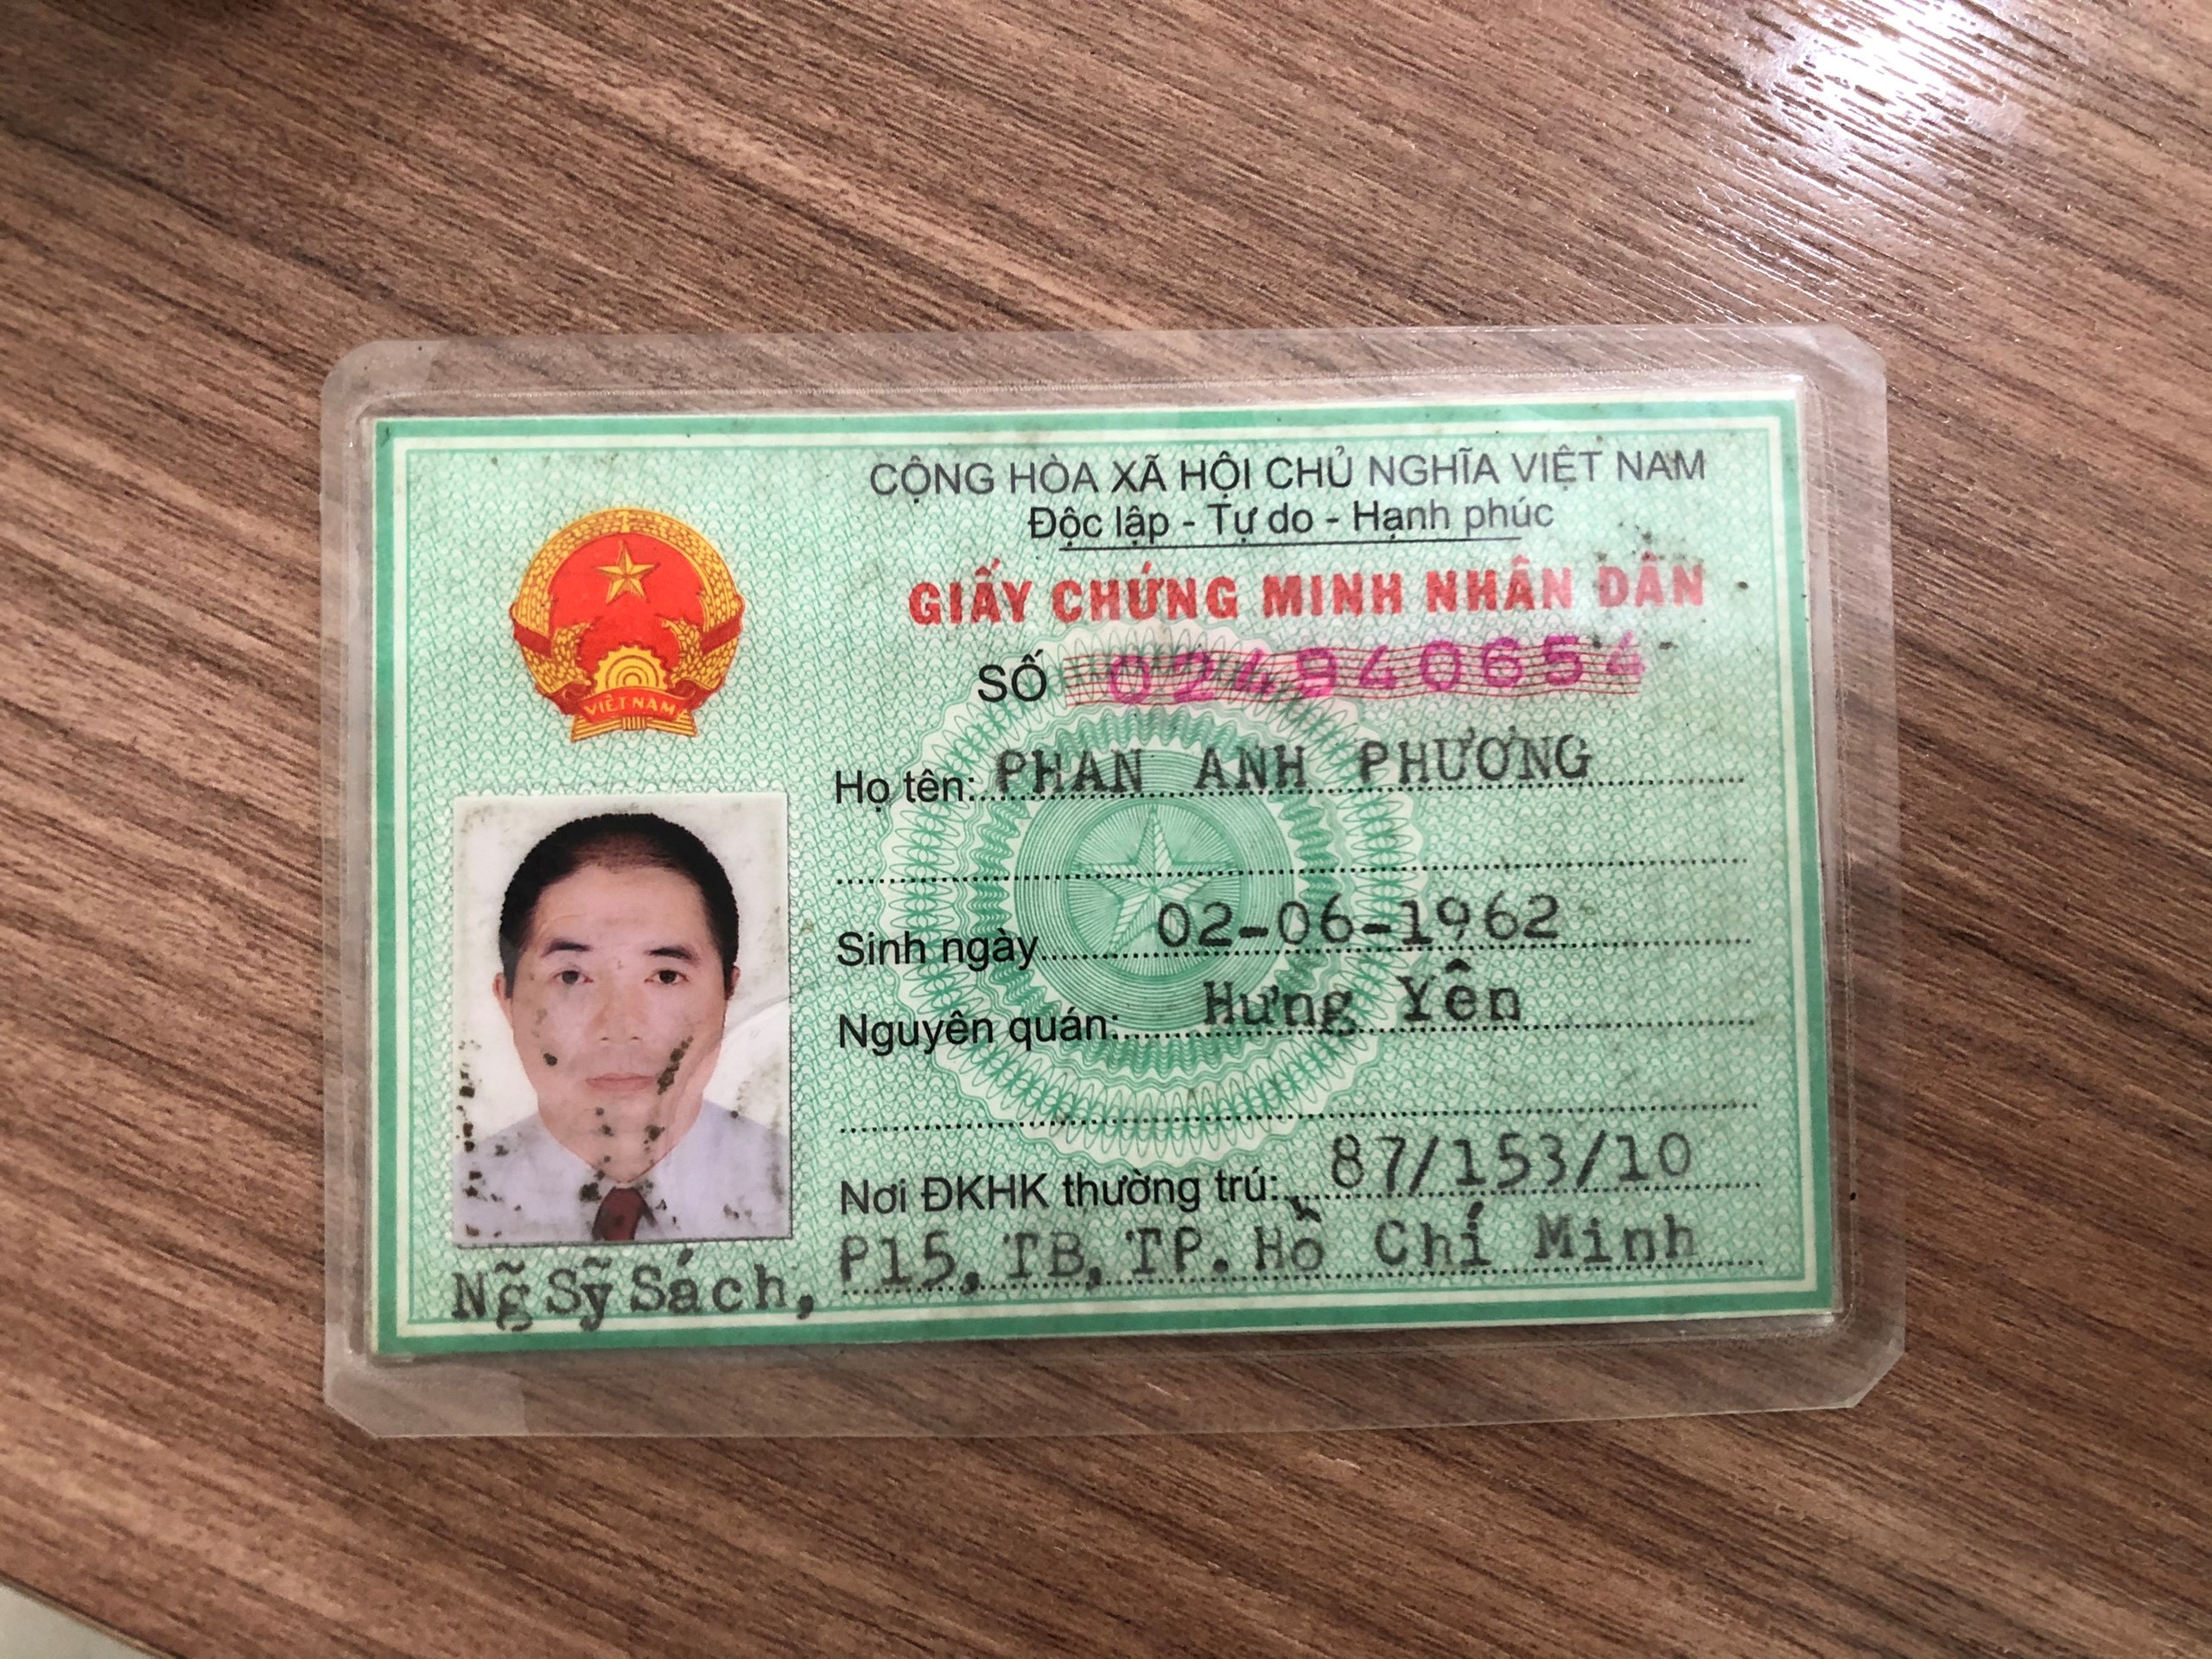 CỘNG HÒA XÃ HỘI CHỦ NGHĨA VIỆT NAM
Độc lập - Tự do - Hạnh phúc
GIẤY CHỨNG MINH NHÂN DÂN
SỐ 024940654
VIỆT NAM
Họ tên: PHAN ANH PHƯƠNG
Sinh ngày 02-06-1962
Nguyên quán: Hưng Yên
Nơi ĐKHK thường trú: 87/153/10
Ng̃ Sỹ Sách, P15, TB, TP. Hồ Chí Minh